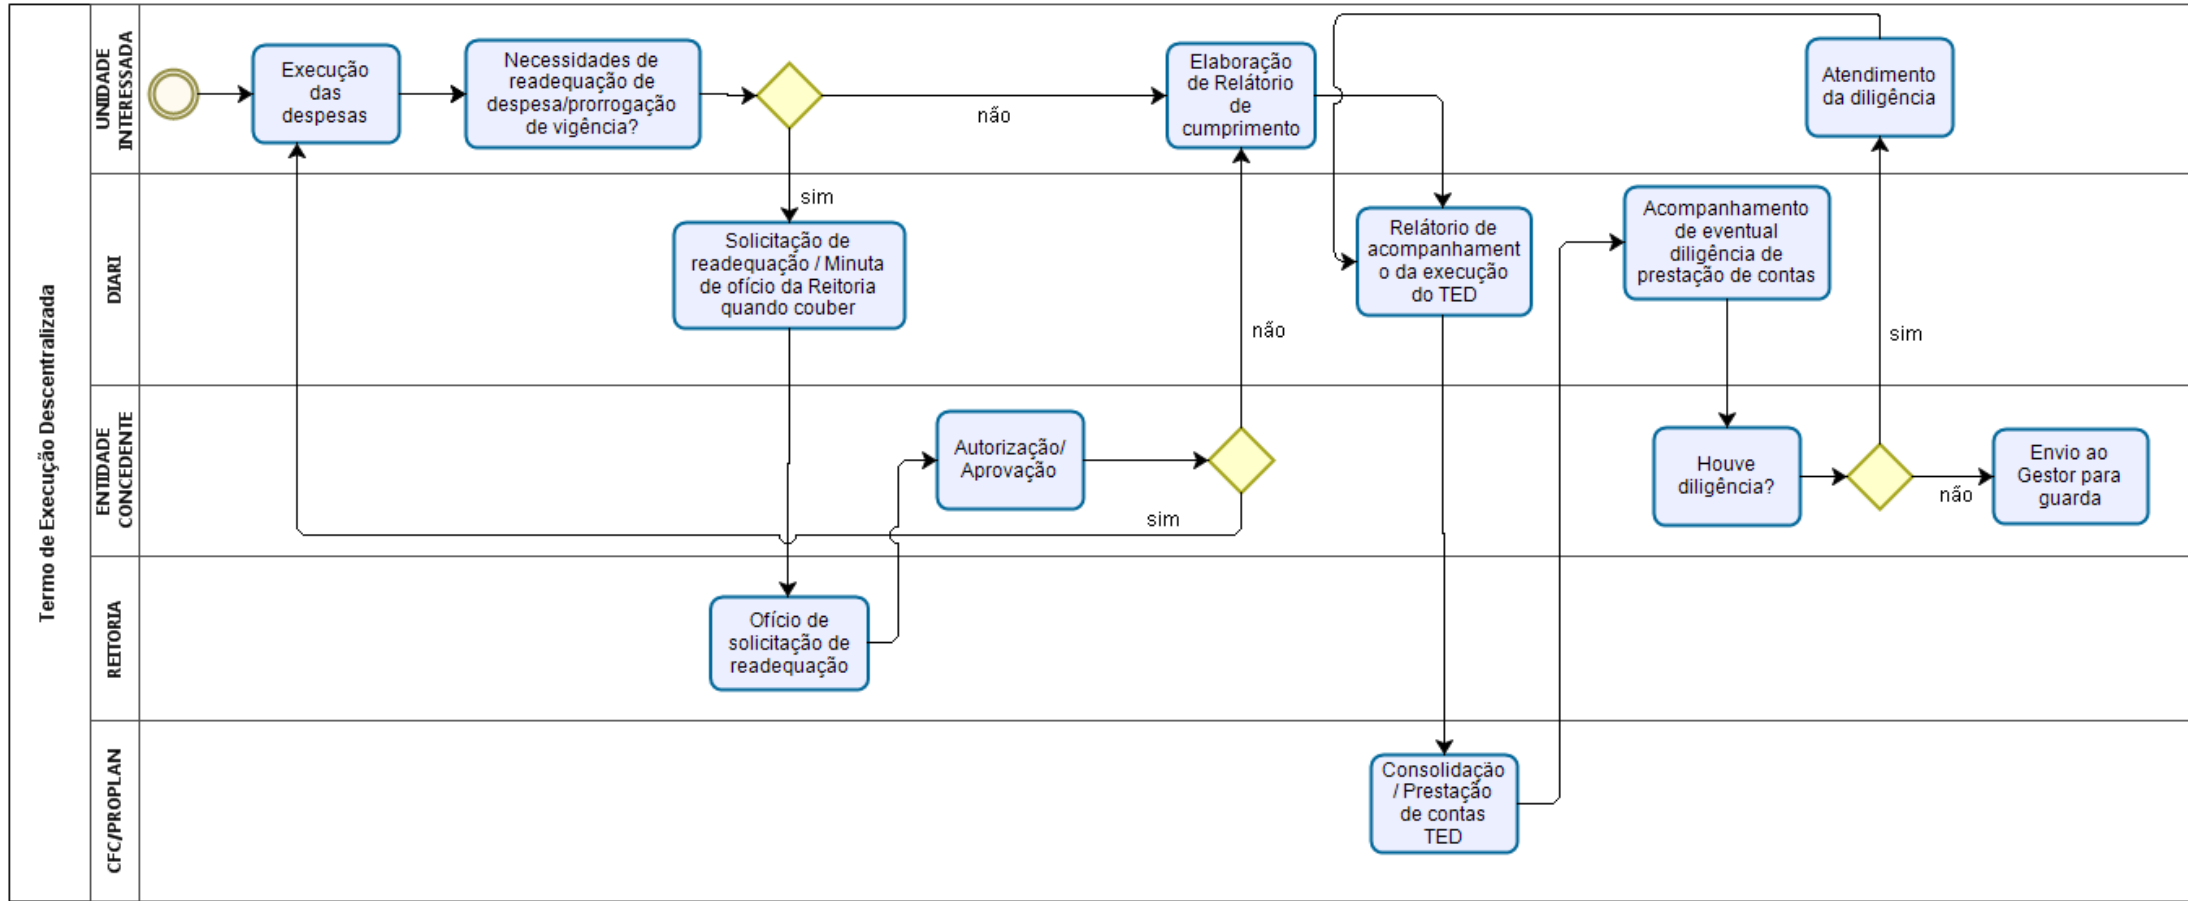 Termo de Execução Descentralizada
UNIDADE
INTERESSADA
Execução
das
despesas
Necessidades de
readequação de
despesa/prorrogação
de vigência?
não
sim
Elaboração
de Relátorio
de
cumprimento
Atendimento
da diligência
DIARI
Solicitação de
readequação / Minuta
de ofício da Reitoria
quando couber
não
Relátorio de
acompanhament
o da execução
do TED
Acompanhamento
de eventual
diligência de
prestação de contas
sim
ENTIDADE
CONCEDENTE
Autorização/
Aprovação
sim
Houve
diligência?
não
Envio ao
Gestor para
guarda
REITORIA
Ofício de
solicitação de
readequação
CFC/PROPLAN
Consolidação
/ Prestação
de contas
TED